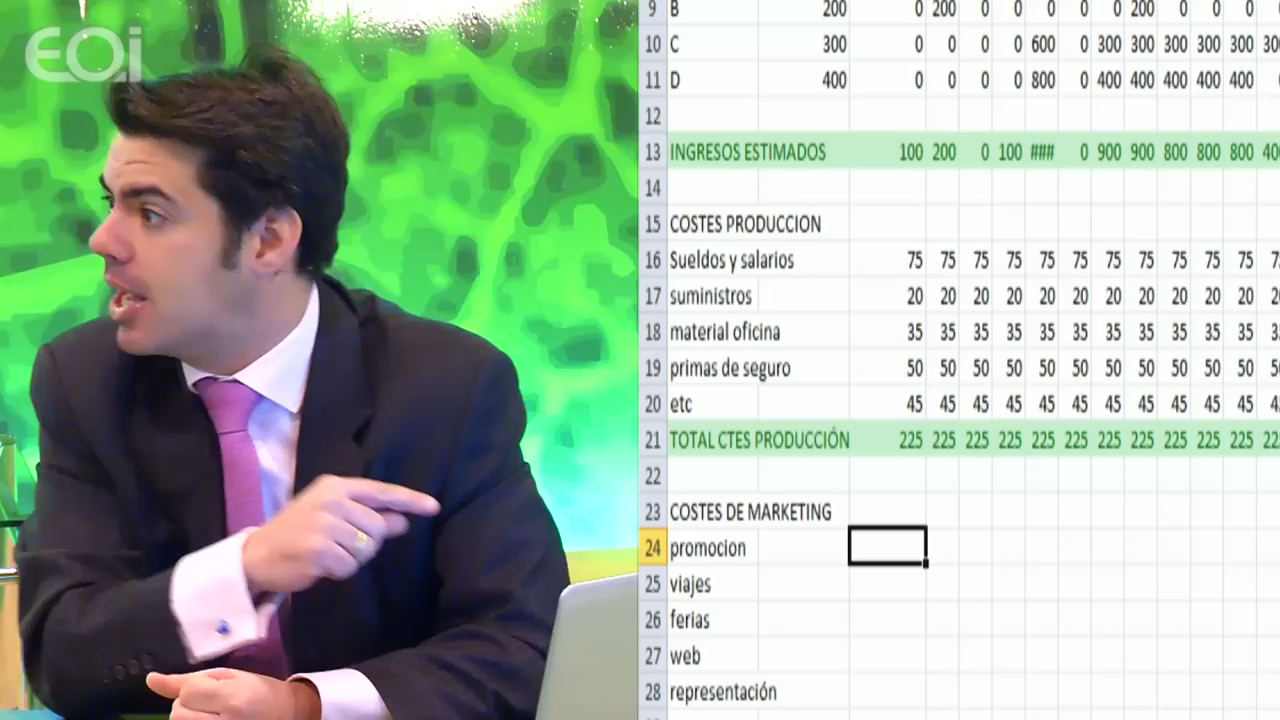 EOi
9 B 200 0 200 0 0 0 0 0 200 0 0 0
10 C 300 0 0 0 0 600 0 300 300 300 300 300
11 D 400 0 0 0 0 800 0 400 400 400 400 400
12
13 INGRESOS ESTIMADOS 100 200 0 100 ### 0 900 900 800 800 800
14
15 COSTES PRODUCCION
16 Sueldos y salarios 75 75 75 75 75 75 75 75 75 75 75
17 suministros 20 20 20 20 20 20 20 20 20 20 20
18 material oficina 35 35 35 35 35 35 35 35 35 35 35
19 primas de seguro 50 50 50 50 50 50 50 50 50 50 50
20 etc 45 45 45 45 45 45 45 45 45 45 45
21 TOTAL CTES PRODUCCIÓN 225 225 225 225 225 225 225 225 225 225 225
22
23 COSTES DE MARKETING
24 promocion
25 viajes
26 ferias
27 web
28 representación